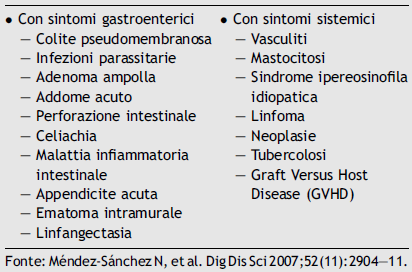 • Con sintomi gastroenterici
— Colite pseudomembranosa
— Infezioni parassitarie
— Adenoma ampolla
— Addome acuto
— Perforazione intestinale
— Celiachia
— Malattia infiammatoria
intestinale
— Appendicite acuta
— Ematoma intramurale
— Linfangectasia
• Con sintomi sistemici
— Vasculiti
— Mastocitosi
— Sindrome ipereosinofila
idiopatica
— Linfoma
— Neoplasie
— Tubercolosi
— Graft Versus Host
Disease (GVHD)
Fonte: Méndez-Sánchez N, et al. Dig Dis Sci 2007;52(11):2904—11.